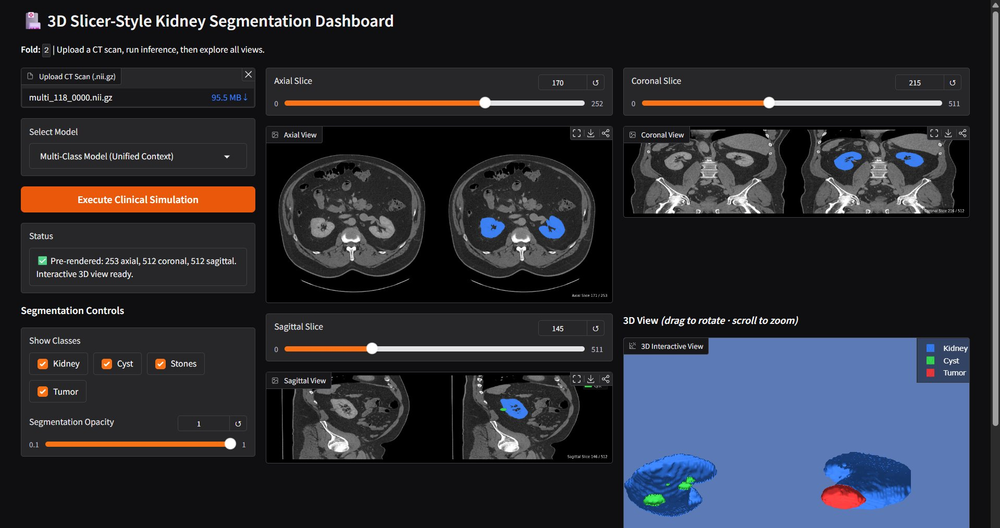 3D Slicer-Style Kidney Segmentation Dashboard
Fold: 2 | Upload a CT scan, run inference, then explore all views.
Upload CT Scan (.nii.gz)
multi_118_0000.nii.gz 95.5 MB ⇣
Select Model
Multi-Class Model (Unified Context)
Execute Clinical Simulation
Status
✅ Pre-rendered: 253 axial, 512 coronal, 512 sagittal.
Interactive 3D view ready.
Segmentation Controls
Show Classes
Kidney Cyst Stones
Tumor
Segmentation Opacity 1
0.1 1
Axial Slice 170
0 252
Axial View
Axial Slice 171 / 253
Sagittal Slice 145
0 511
Sagittal View
Cyst
Sagittal Slice 146 / 512
Coronal Slice 215
0 511
Coronal View
Coronal Slice 216 / 512
3D View (drag to rotate · scroll to zoom)
3D Interactive View
Kidney
Cyst
Tumor